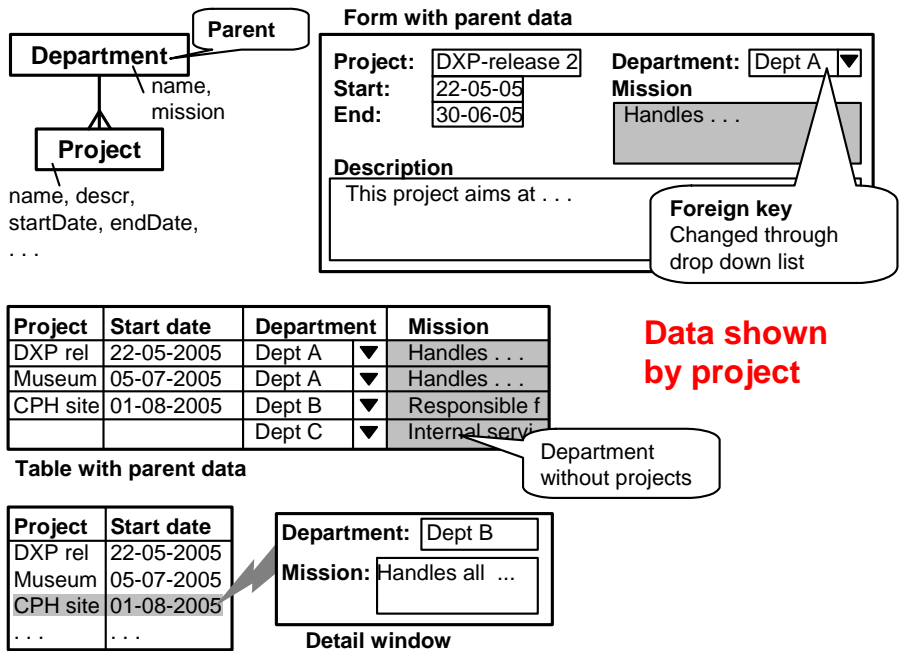 Department
Parent
name,
mission
Project
name, descr,
startDate, endDate,
. . .
Form with parent data
Project: DXP-release 2 Department: Dept A
Start: 22-05-05 Mission
End: 30-06-05 Handles . . .
Description
This project aims at . . .
Foreign key
Changed through
drop down list
Project Start date Department Mission
DXP rel 22-05-2005 Dept A Handles . . .
Museum 05-07-2005 Dept A Handles . . .
CPH site 01-08-2005 Dept B Responsible f
Dept C Internal servi
Table with parent data
Department
without projects
Data shown
by project
Project Start date
DXP rel 22-05-2005
Museum 05-07-2005
CPH site 01-08-2005
. . . . . .
Department: Dept B
Mission: Handles all ...
Detail window